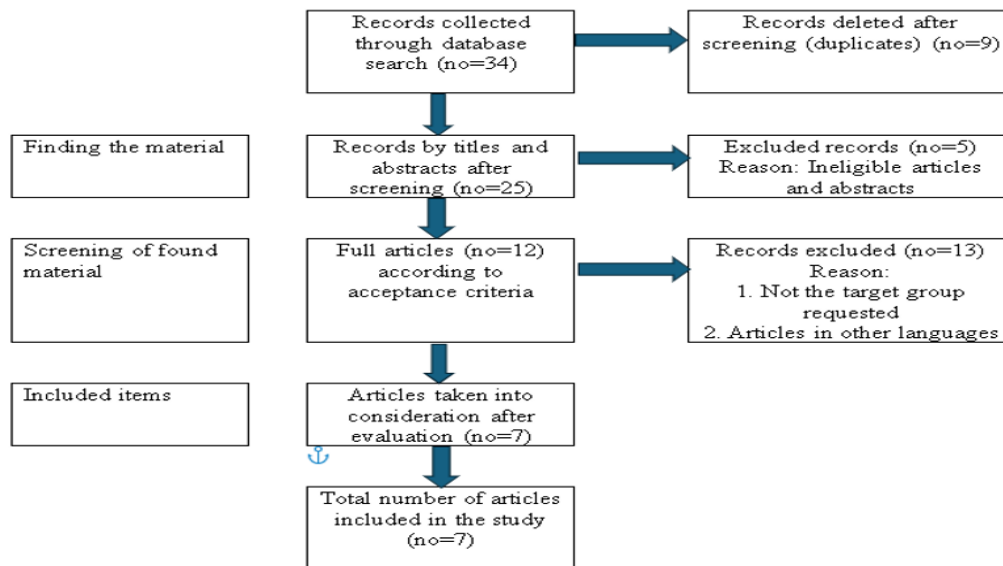 Records collected
through database
search (no=34)
Records deleted after
screening (duplicates) (no=9)
Finding the material
Records by titles and
abstracts after
screening (no=25)
Excluded records (no=5)
Reason: Ineligible articles
and abstracts
Screening of found
material
Full articles (no=12)
according to
acceptance criteria
Records excluded (no=13)
Reason:
1. Not the target group
requested
2. Articles in other languages
Included items
Articles taken into
consideration after
evaluation (no=7)
Total number of articles
included in the study
(no=7)